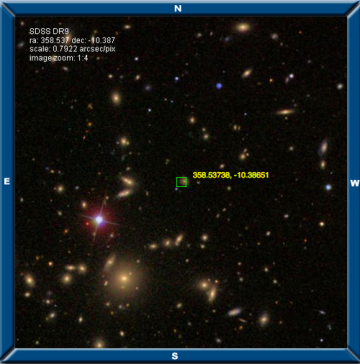 N
SDSS DR9
ra: 358.537 dec: -10.387
scale: 0.7922 arcsec/pix
image zoom: 1:4
358.53738, -10.38651
E
W
S